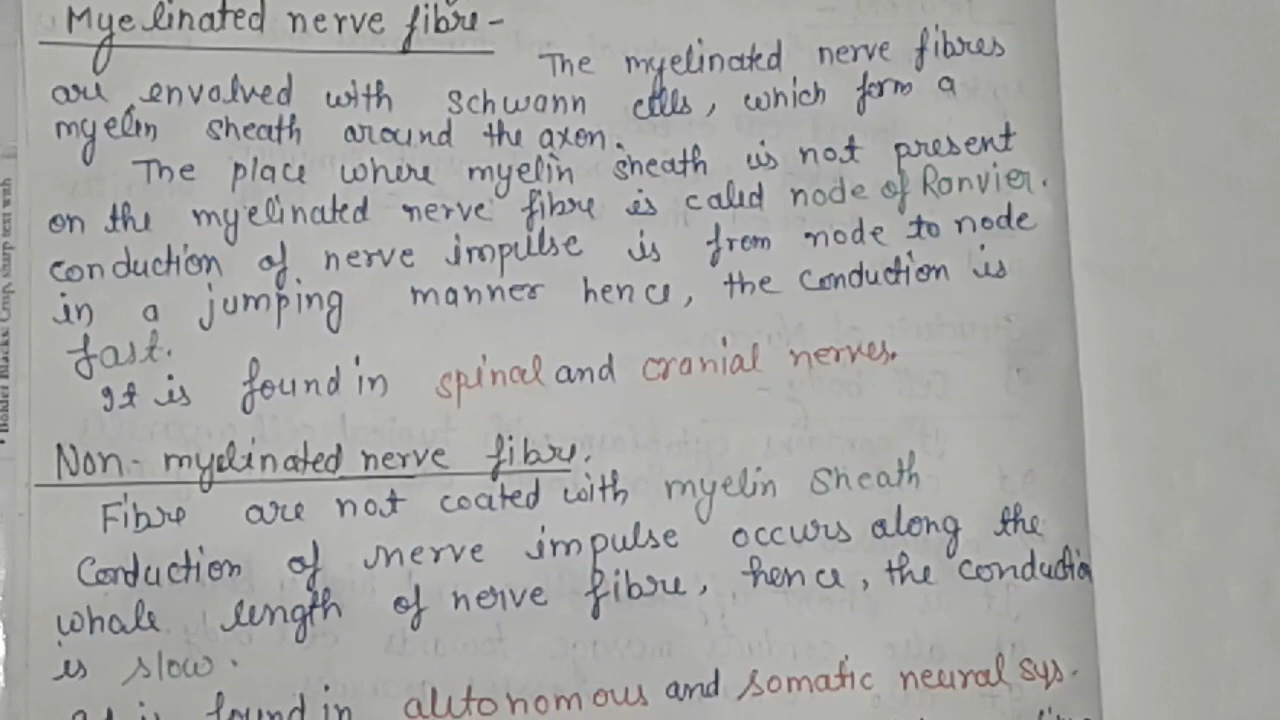 Myelinated nerve fibre-
The myelinated nerve fibres
are envolved with Schwann cells, which form a
myelin sheath around the axon.
The place where myelin sheath is not present
on the myelinated nerve fibre is called node of Ronvier.
conduction of nerve impulse is from node to node
in a jumping manner hence, the conduction is
fast.
It is found in spinal and cranial nerves.
Non-myelinated nerve fibre.
Fibre are not coated with myelin sheath
Conduction of nerve impulse occurs along the
whole length of nerve fibre, hence, the conduction
is slow.
found in autonomous and somatic neural sys.